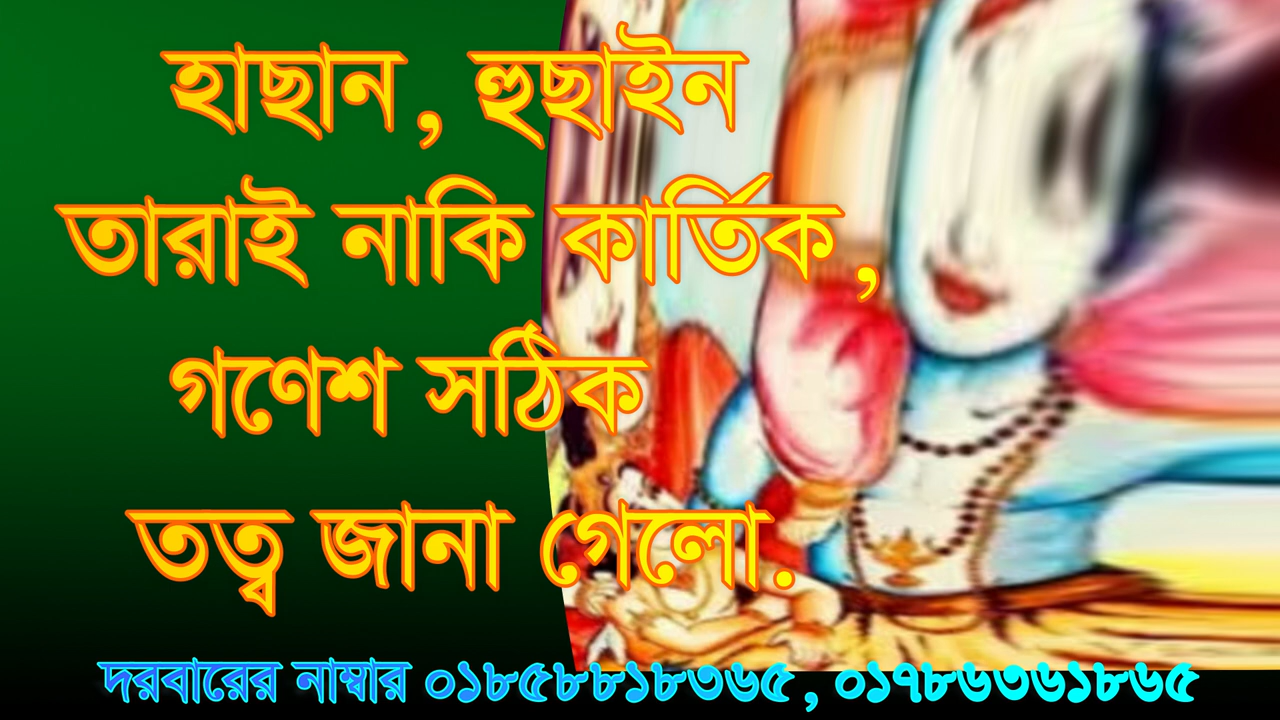 হাছান, হুছাইন
তারাই নাকি কার্তিক,
গণেশ সঠিক
তত্ব জানা গেলো.
দরবারের নাম্বার ০১৮৫৮৮১৮৩৬৫, ০১৭৮৬৩৬১৮৬৫